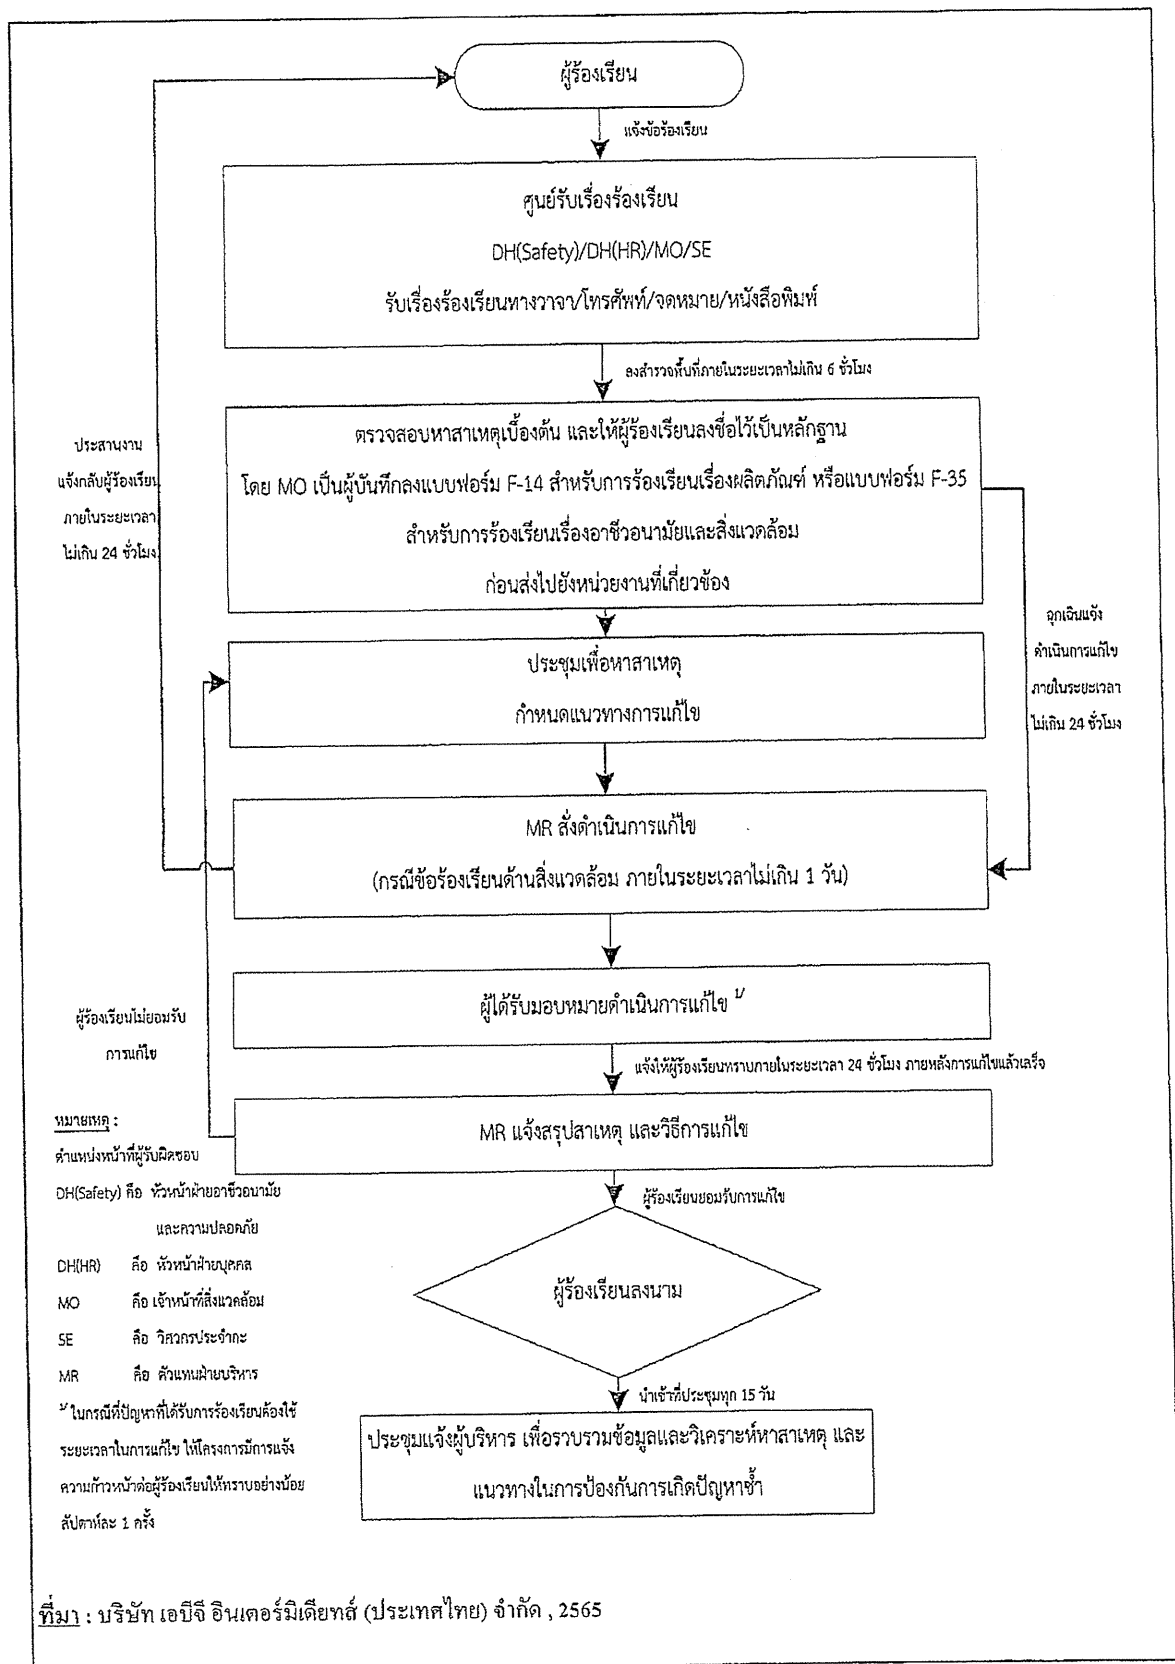 ผู้ร้องเรียน
แจ้งข้อร้องเรียน
ศูนย์รับเรื่องร้องเรียน
DH(Safety)/DH(HR)/MO/SE
รับเรื่องร้องเรียนทางวาจา/โทรศัพท์/จดหมาย/หนังสือพิมพ์
ลงสำรวจพื้นที่ภายในระยะเวลาไม่เกิน 6 ชั่วโมง
ตรวจสอบหาสาเหตุเบื้องต้น และให้ผู้ร้องเรียนลงชื่อไว้เป็นหลักฐาน
โดย MO เป็นผู้บันทึกลงแบบฟอร์ม F-14 สำหรับการร้องเรียนเรื่องผลิตภัณฑ์ หรือแบบฟอร์ม F-35
สำหรับการร้องเรียนเรื่องอาชีวอนามัยและสิ่งแวดล้อม
ก่อนส่งไปยังหน่วยงานที่เกี่ยวข้อง
ประสานงาน
แจ้งกลับผู้ร้องเรียน
ภายในระยะเวลา
ไม่เกิน 24 ชั่วโมง
ฉุกเฉินแจ้ง
ดำเนินการแก้ไข
ภายในระยะเวลา
ไม่เกิน 24 ชั่วโมง
ประชุมเพื่อหาสาเหตุ
กำหนดแนวทางการแก้ไข
MR สั่งดำเนินการแก้ไข
(กรณีข้อร้องเรียนด้านสิ่งแวดล้อม ภายในระยะเวลาไม่เกิน 1 วัน)
ผู้ได้รับมอบหมายดำเนินการแก้ไข 1/
ผู้ร้องเรียนไม่ยอมรับ
การแก้ไข
แจ้งให้ผู้ร้องเรียนทราบภายในระยะเวลา 24 ชั่วโมง ภายหลังการแก้ไขแล้วเสร็จ
MR แจ้งสรุปสาเหตุ และวิธีการแก้ไข
ผู้ร้องเรียนยอมรับการแก้ไข
ผู้ร้องเรียนลงนาม
นำเข้าที่ประชุมทุก 15 วัน
ประชุมแจ้งผู้บริหาร เพื่อรวบรวมข้อมูลและวิเคราะห์หาสาเหตุ และ
แนวทางในการป้องกันการเกิดปัญหาซ้ำ
หมายเหตุ :
ตำแหน่งหน้าที่ผู้รับผิดชอบ
DH(Safety) คือ หัวหน้าฝ่ายอาชีวอนามัย
และความปลอดภัย
DH(HR) คือ หัวหน้าฝ่ายบุคคล
MO คือ เจ้าหน้าที่สิ่งแวดล้อม
SE คือ วิศวกรประจำกะ
MR คือ ตัวแทนฝ่ายบริหาร
1/ ในกรณีที่ปัญหาที่ได้รับการร้องเรียนต้องใช้
ระยะเวลาในการแก้ไข ให้โครงการมีการแจ้ง
ความก้าวหน้าต่อผู้ร้องเรียนให้ทราบอย่างน้อย
สัปดาห์ละ 1 ครั้ง
ที่มา : บริษัท เอบีจี อินเตอร์มิเดียทส์ (ประเทศไทย) จำกัด , 2565